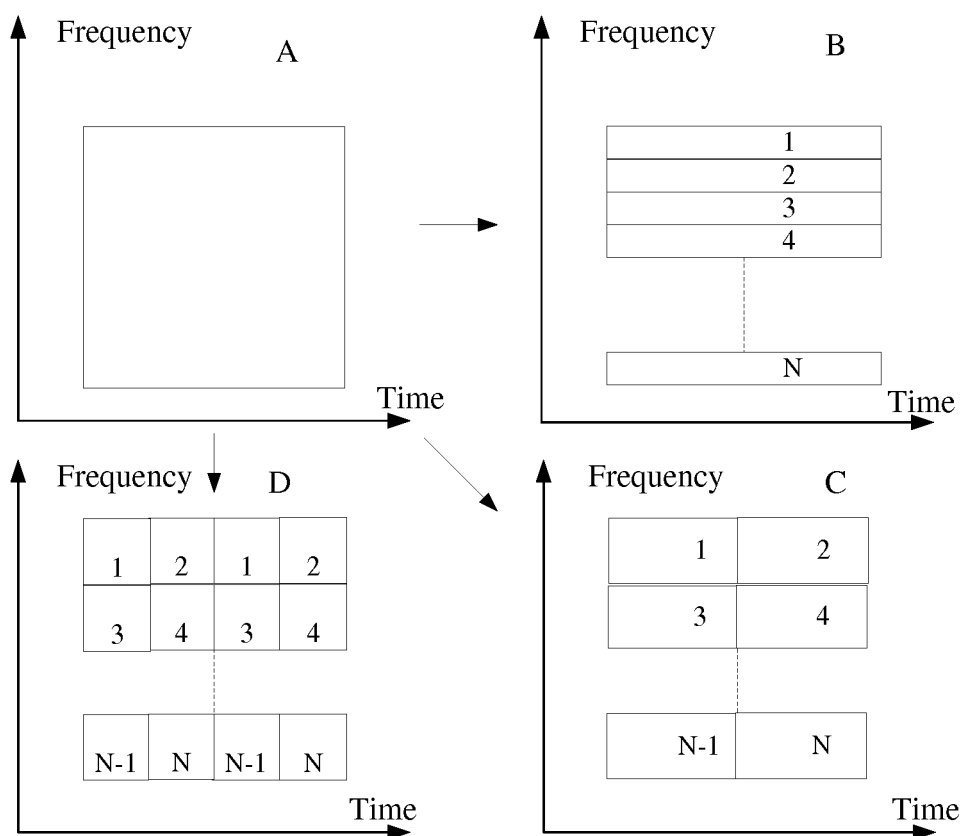 Frequency
A
Time
Frequency
B
1
2
3
4
N
Time
Frequency
D
1 2 1 2
3 4 3 4
N-1 N N-1 N
Time
Frequency
C
1 2
3 4
N-1 N
Time